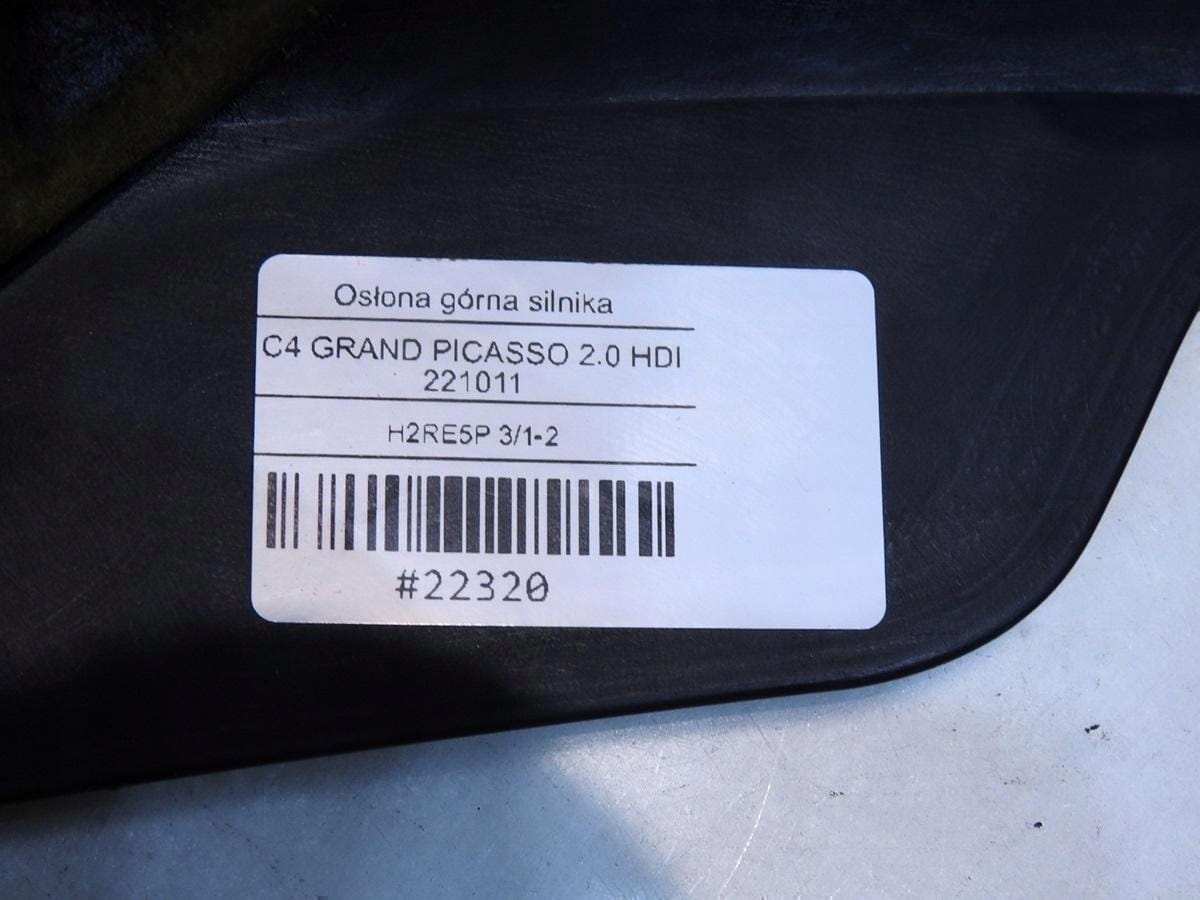 Osłona górna silnika
C4 GRAND PICASSO 2.0 HDI
221011
H2RE5P 3/1-2
#22320